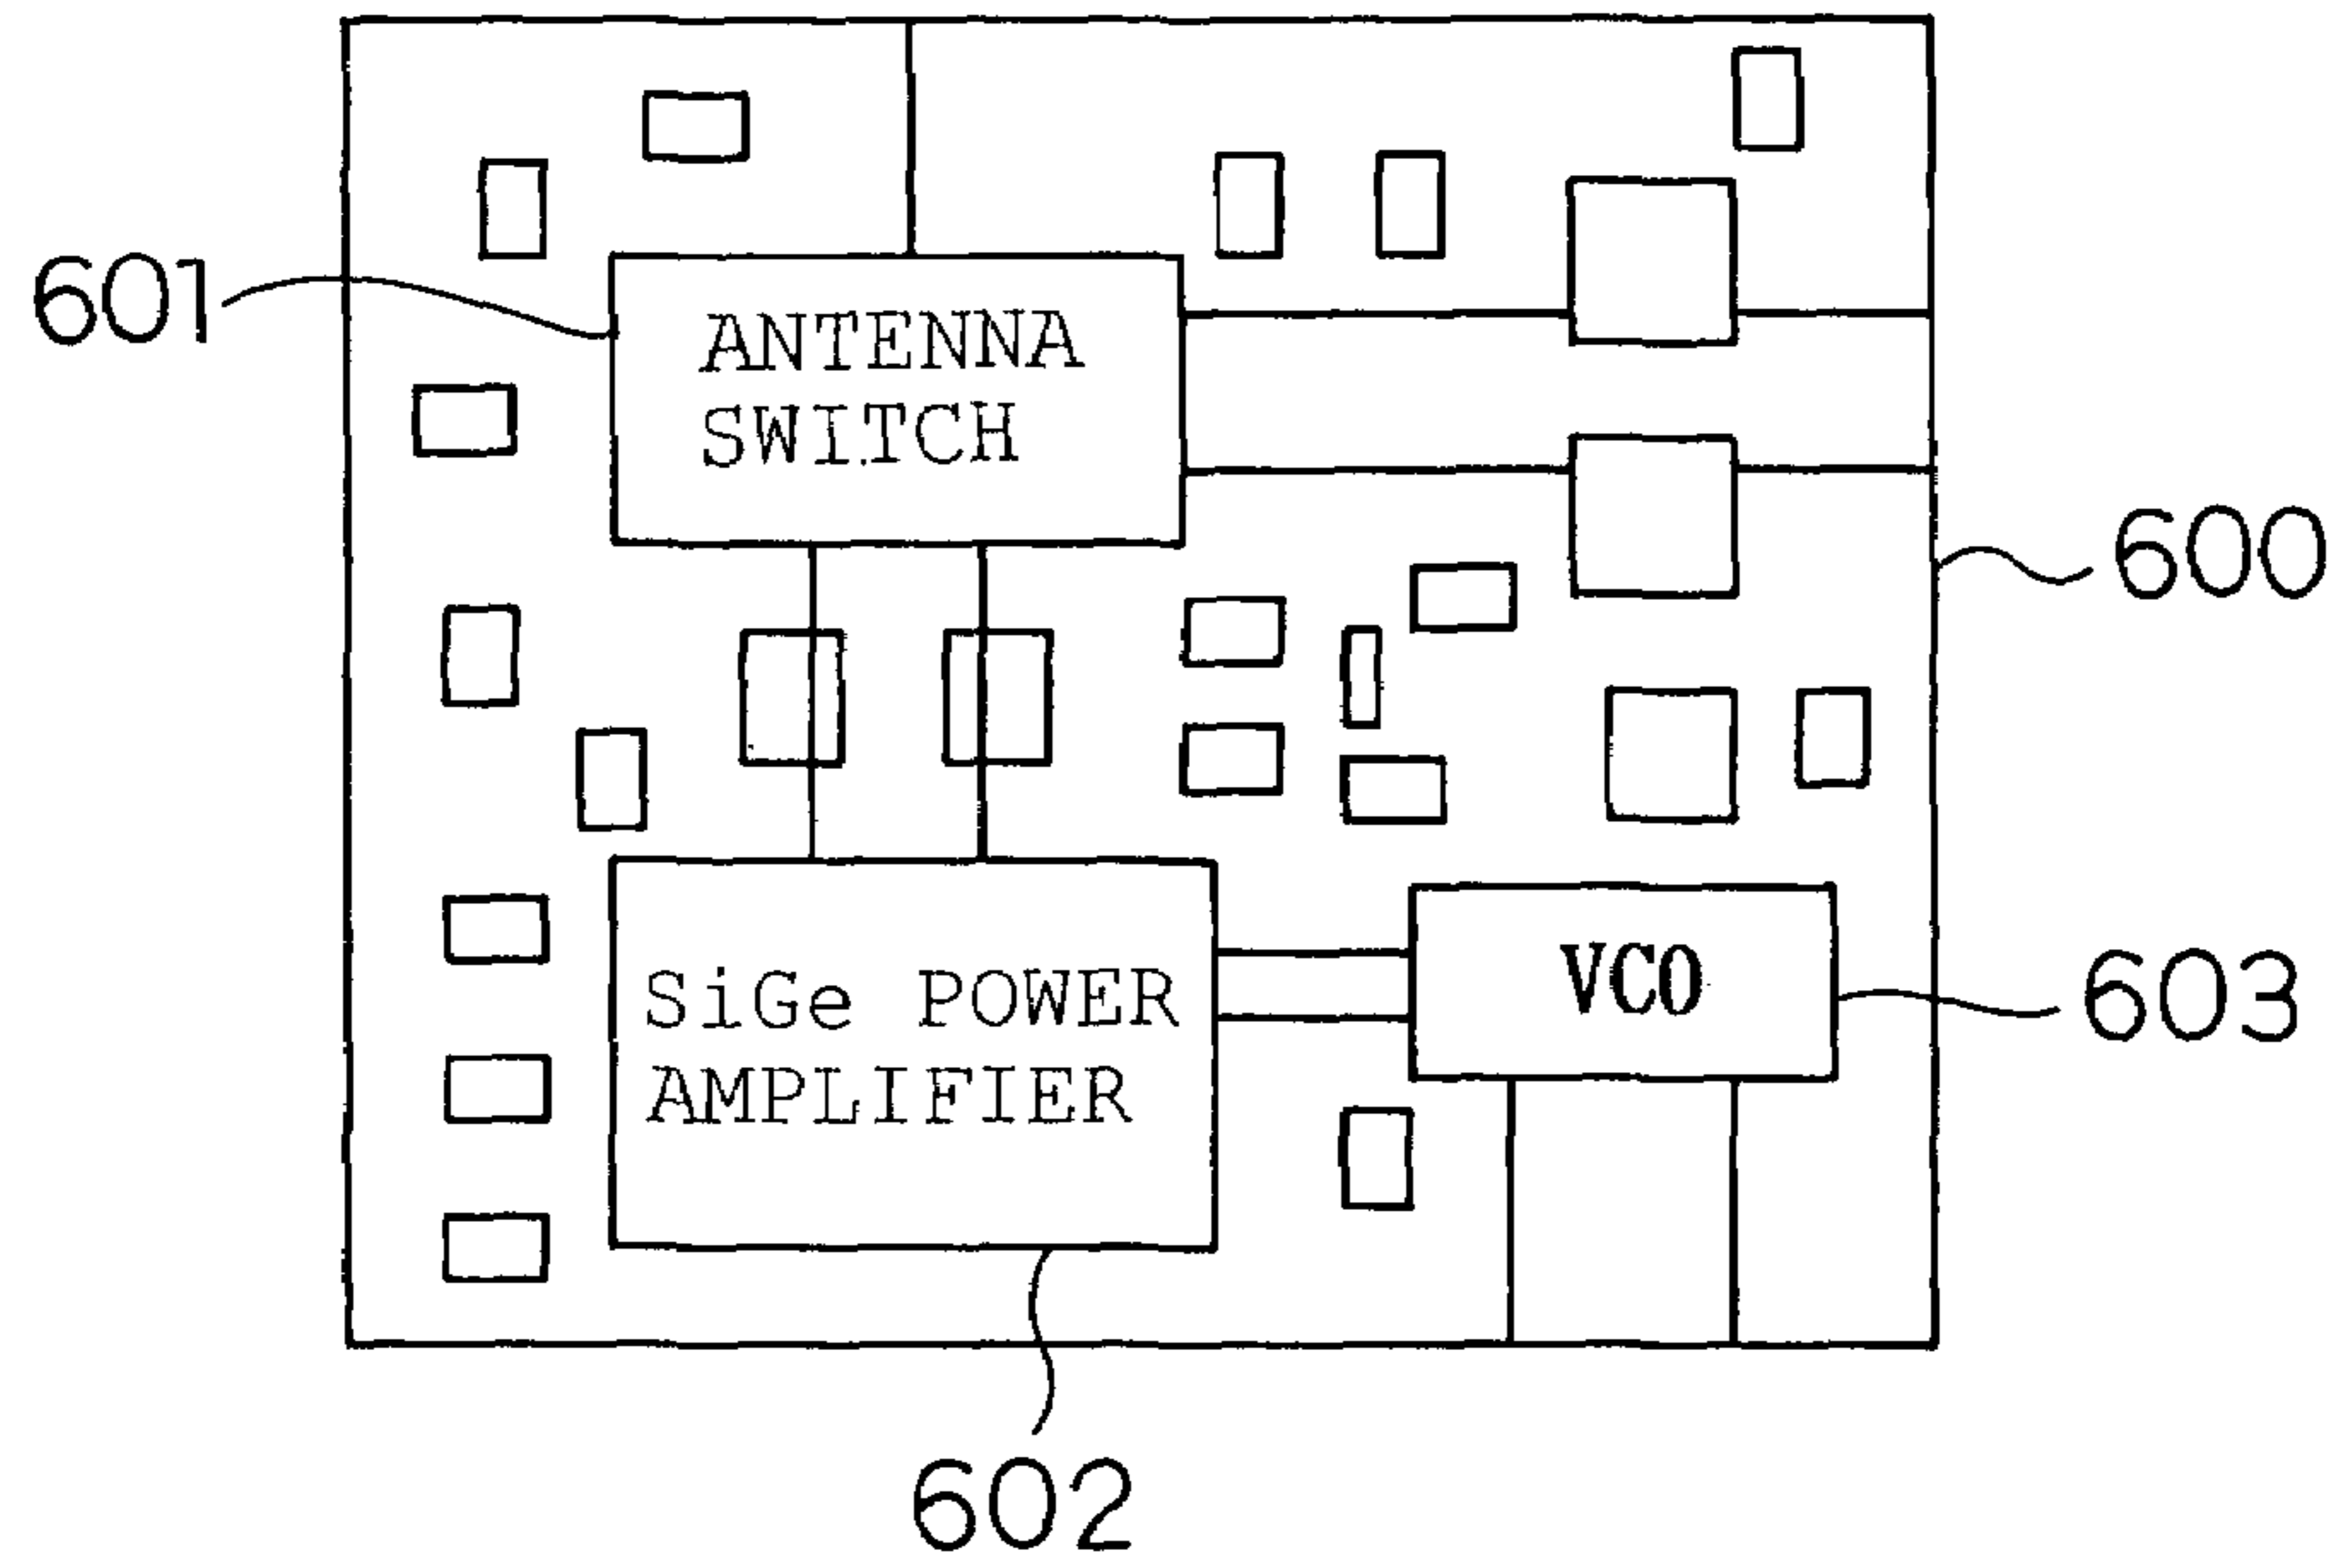 601
ANTENNA
SWITCH
600
SiGe POWER
AMPLIFIER
VCO
603
602